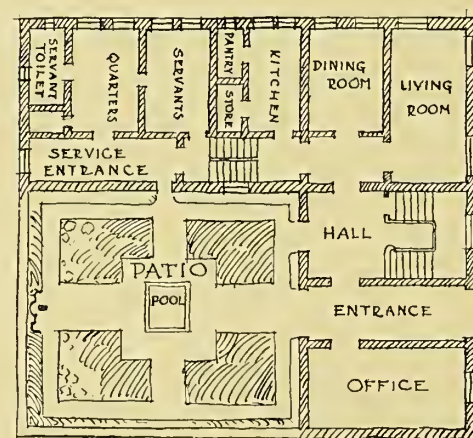 SERVANT
TOILET
QUARTERS
SERVANTS
PANTRY
STORE
KITCHEN
DINING
ROOM
LIVING
ROOM
SERVICE
ENTRANCE
HALL
PATIO
POOL
ENTRANCE
OFFICE